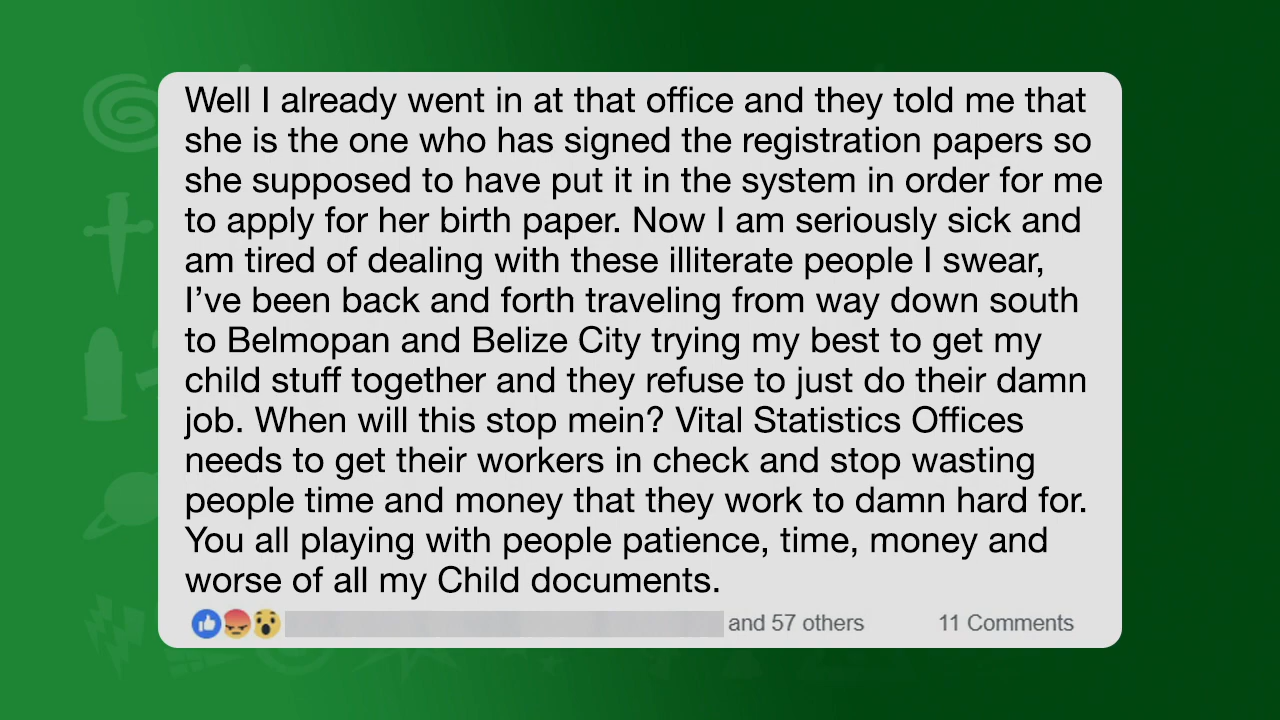 Well I already went in at that office and they told me that
she is the one who has signed the registration papers so
she supposed to have put it in the system in order for me
to apply for her birth paper. Now I am seriously sick and
am tired of dealing with these illiterate people I swear,
I’ve been back and forth traveling from way down south
to Belmopan and Belize City trying my best to get my
child stuff together and they refuse to just do their damn
job. When will this stop mein? Vital Statistics Offices
needs to get their workers in check and stop wasting
people time and money that they work to damn hard for.
You all playing with people patience, time, money and
worse of all my Child documents.
and 57 others 11 Comments